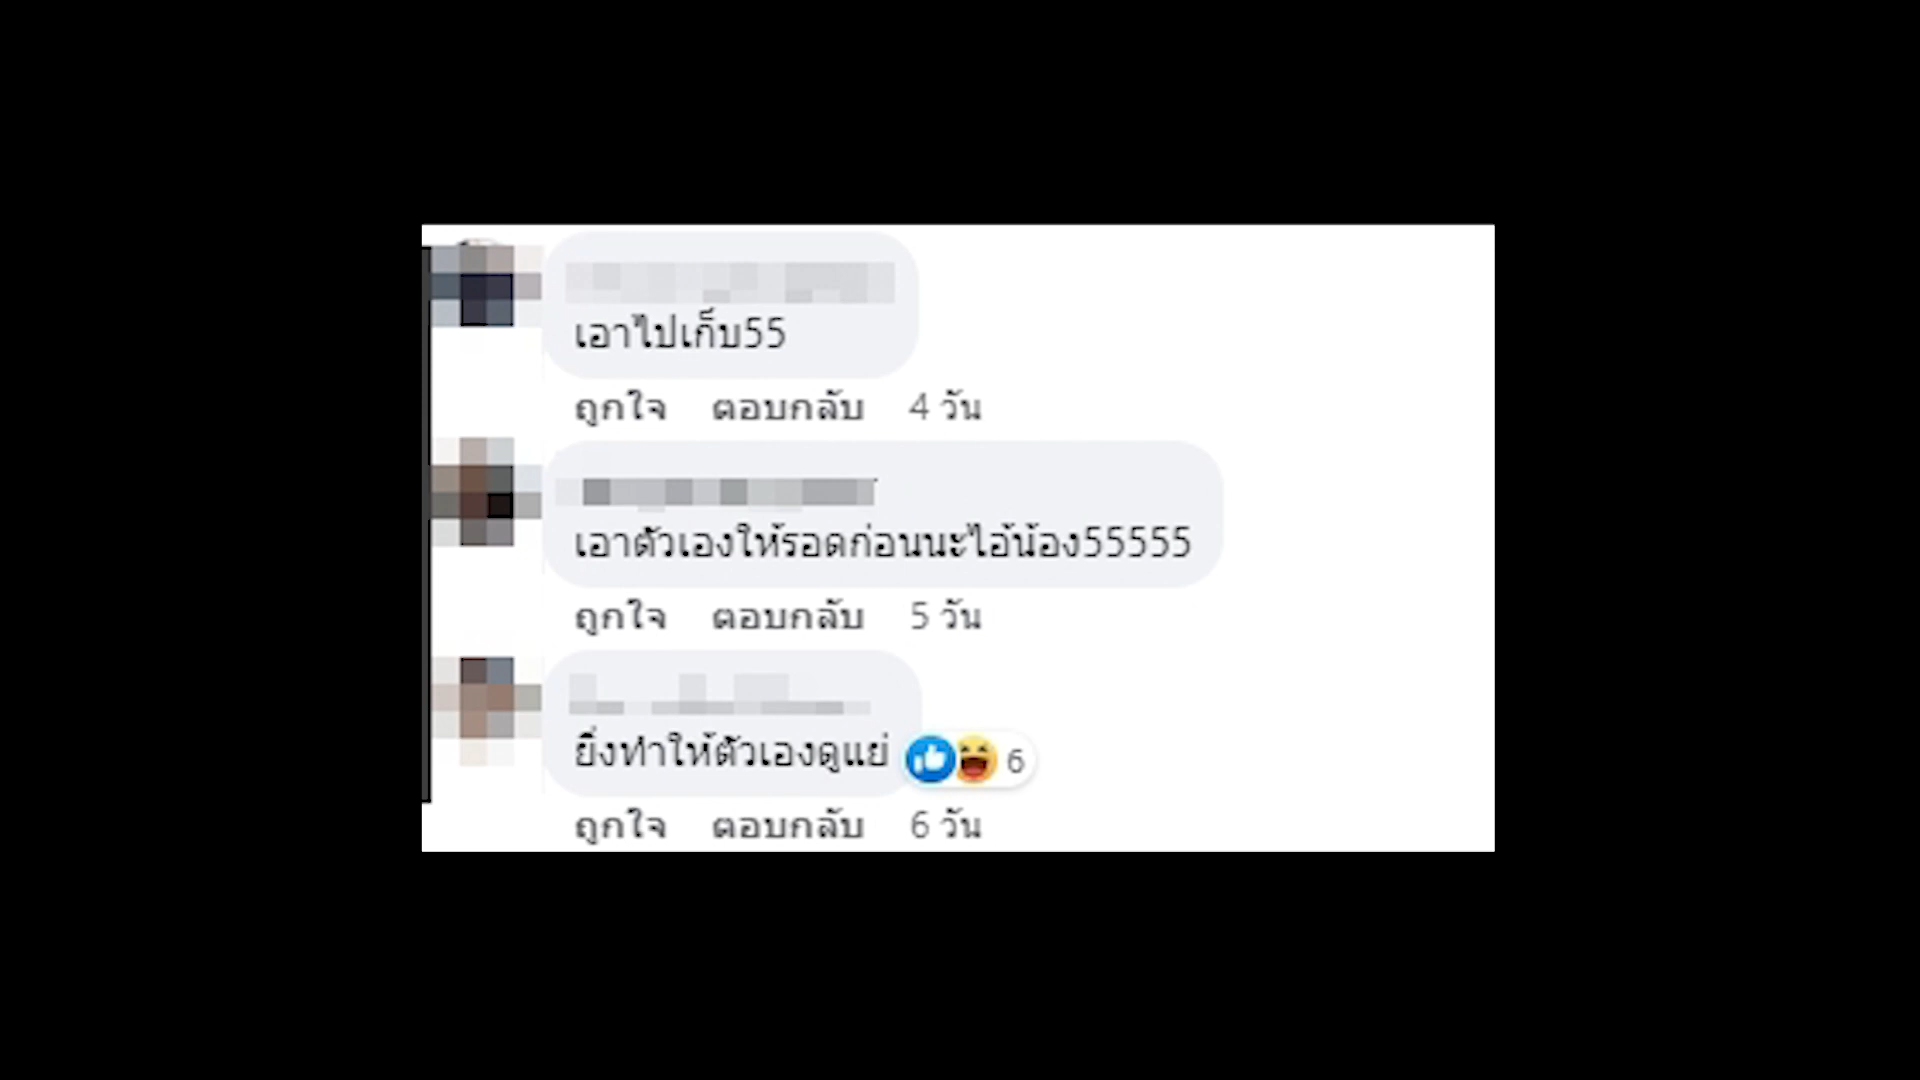 เอาไปเก็บ55
ถูกใจ ตอบกลับ 4 วัน
เอาตัวเองให้รอดก่อนนะไอ้น้อง55555
ถูกใจ ตอบกลับ 5 วัน
ยิ่งทำให้ตัวเองดูแย่
6
ถูกใจ ตอบกลับ 6 วัน